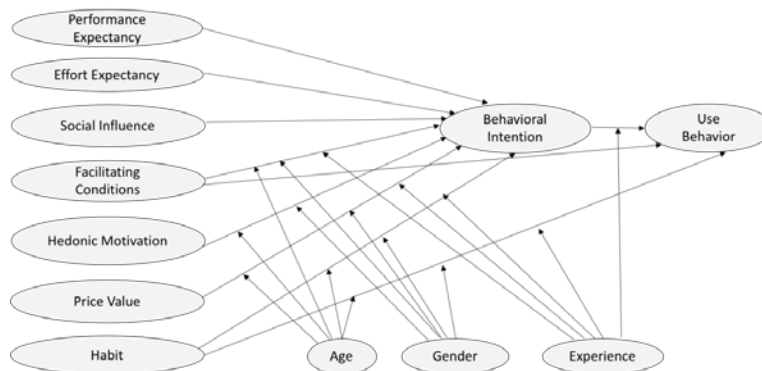 Performance
Expectancy
Effort Expectancy
Social Influence
Behavioral
Intention
Use
Behavior
Facilitating
Conditions
Hedonic Motivation
Price Value
Habit
Age
Gender
Experience